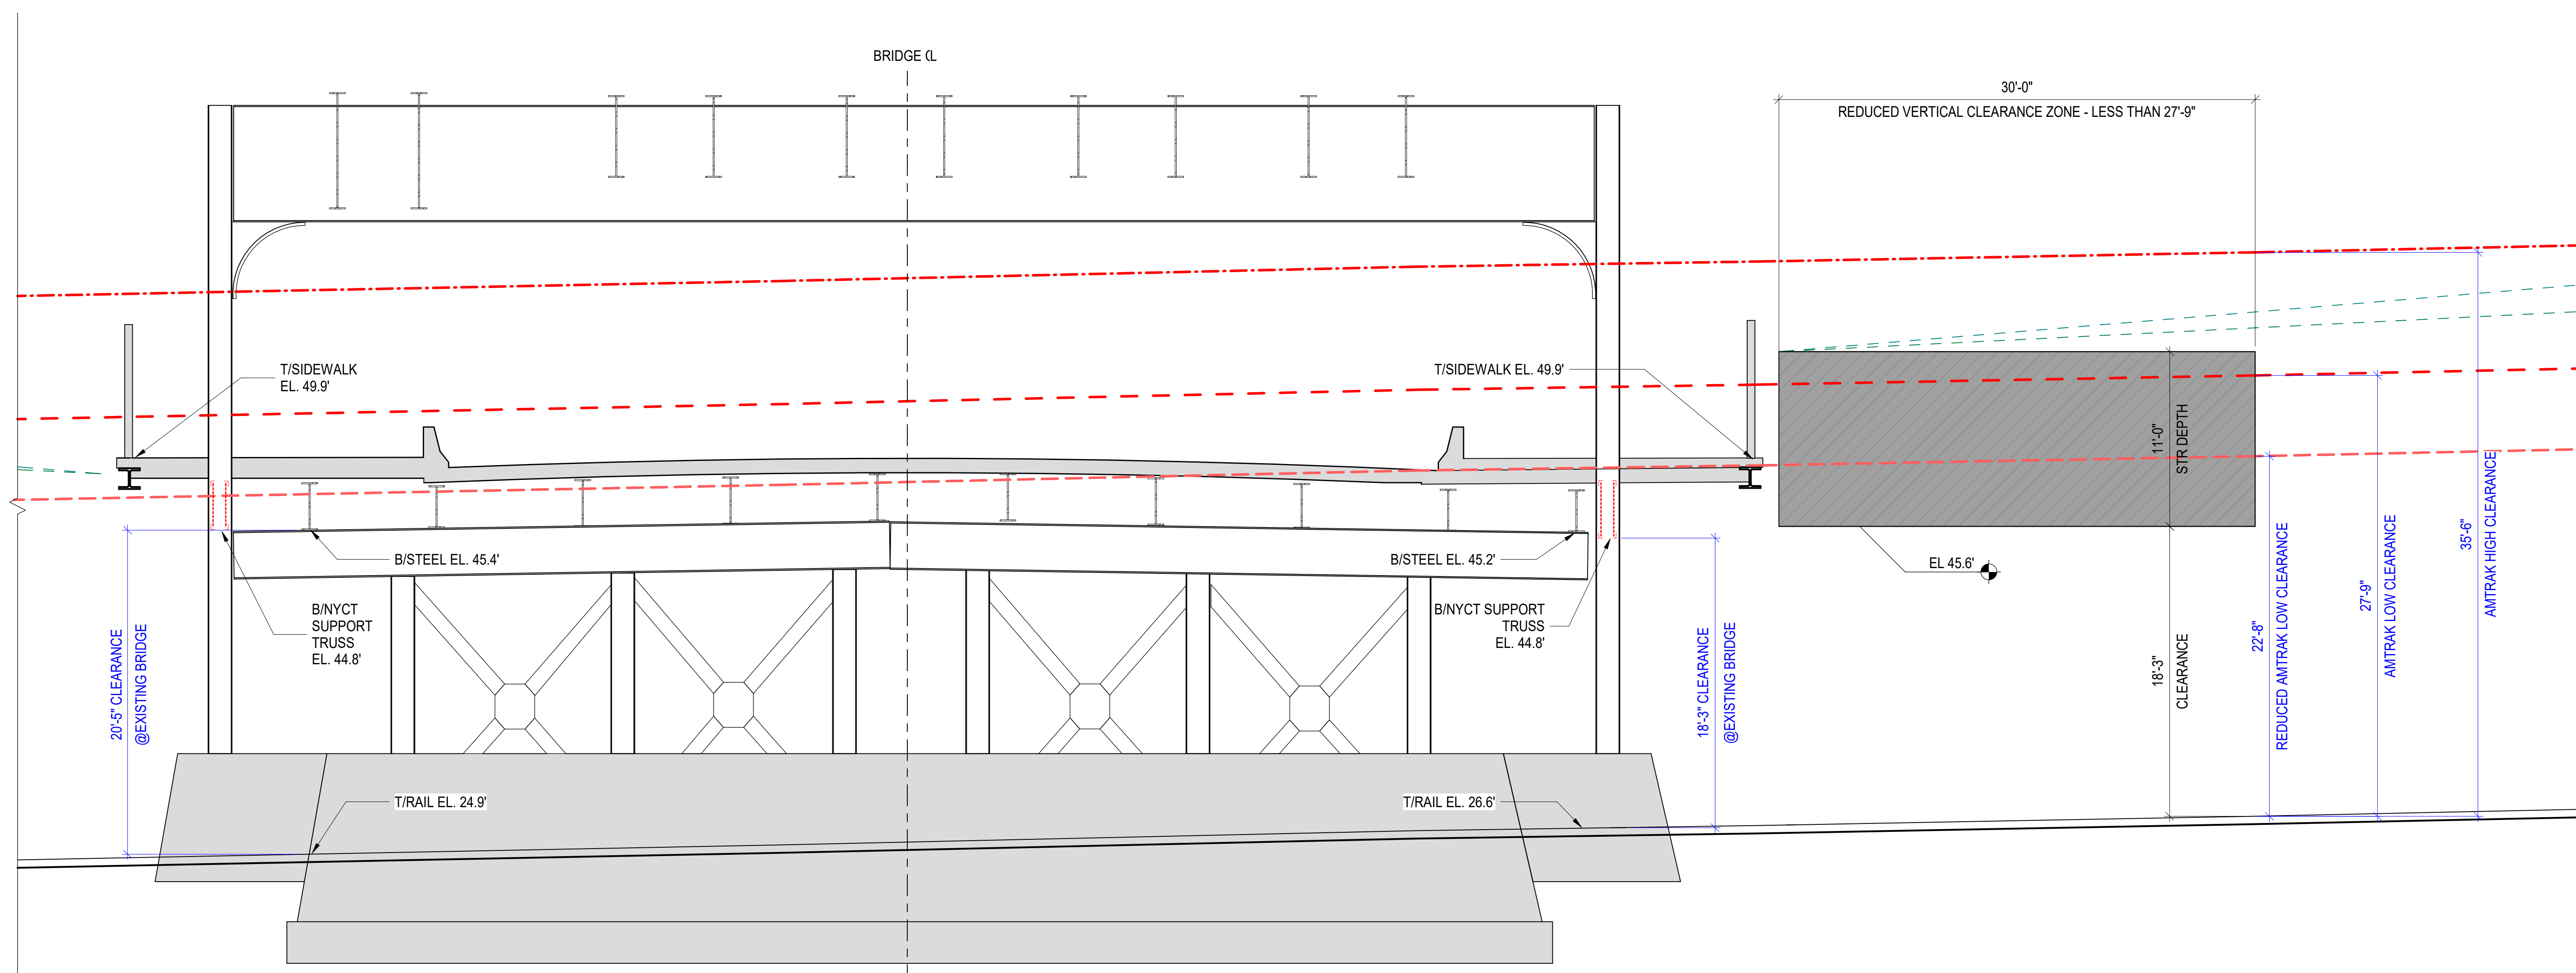 BRIDGE CL
30'-0"
REDUCED VERTICAL CLEARANCE ZONE - LESS THAN 27'-9"
T/SIDEWALK
EL. 49.9'
T/SIDEWALK EL. 49.9'
B/STEEL EL. 45.4'
B/STEEL EL. 45.2'
B/NYCT
SUPPORT
TRUSS
EL. 44.8'
B/NYCT SUPPORT
TRUSS
EL. 44.8'
20'-5" CLEARANCE
@EXISTING BRIDGE
18'-3" CLEARANCE
@EXISTING BRIDGE
T/RAIL EL. 24.9'
T/RAIL EL. 26.6'
EL 45.6'
11'-0"
STR DEPTH
18'-3"
CLEARANCE
22'-8"
REDUCED AMTRAK LOW CLEARANCE
27'-9"
AMTRAK LOW CLEARANCE
35'-6"
AMTRAK HIGH CLEARANCE